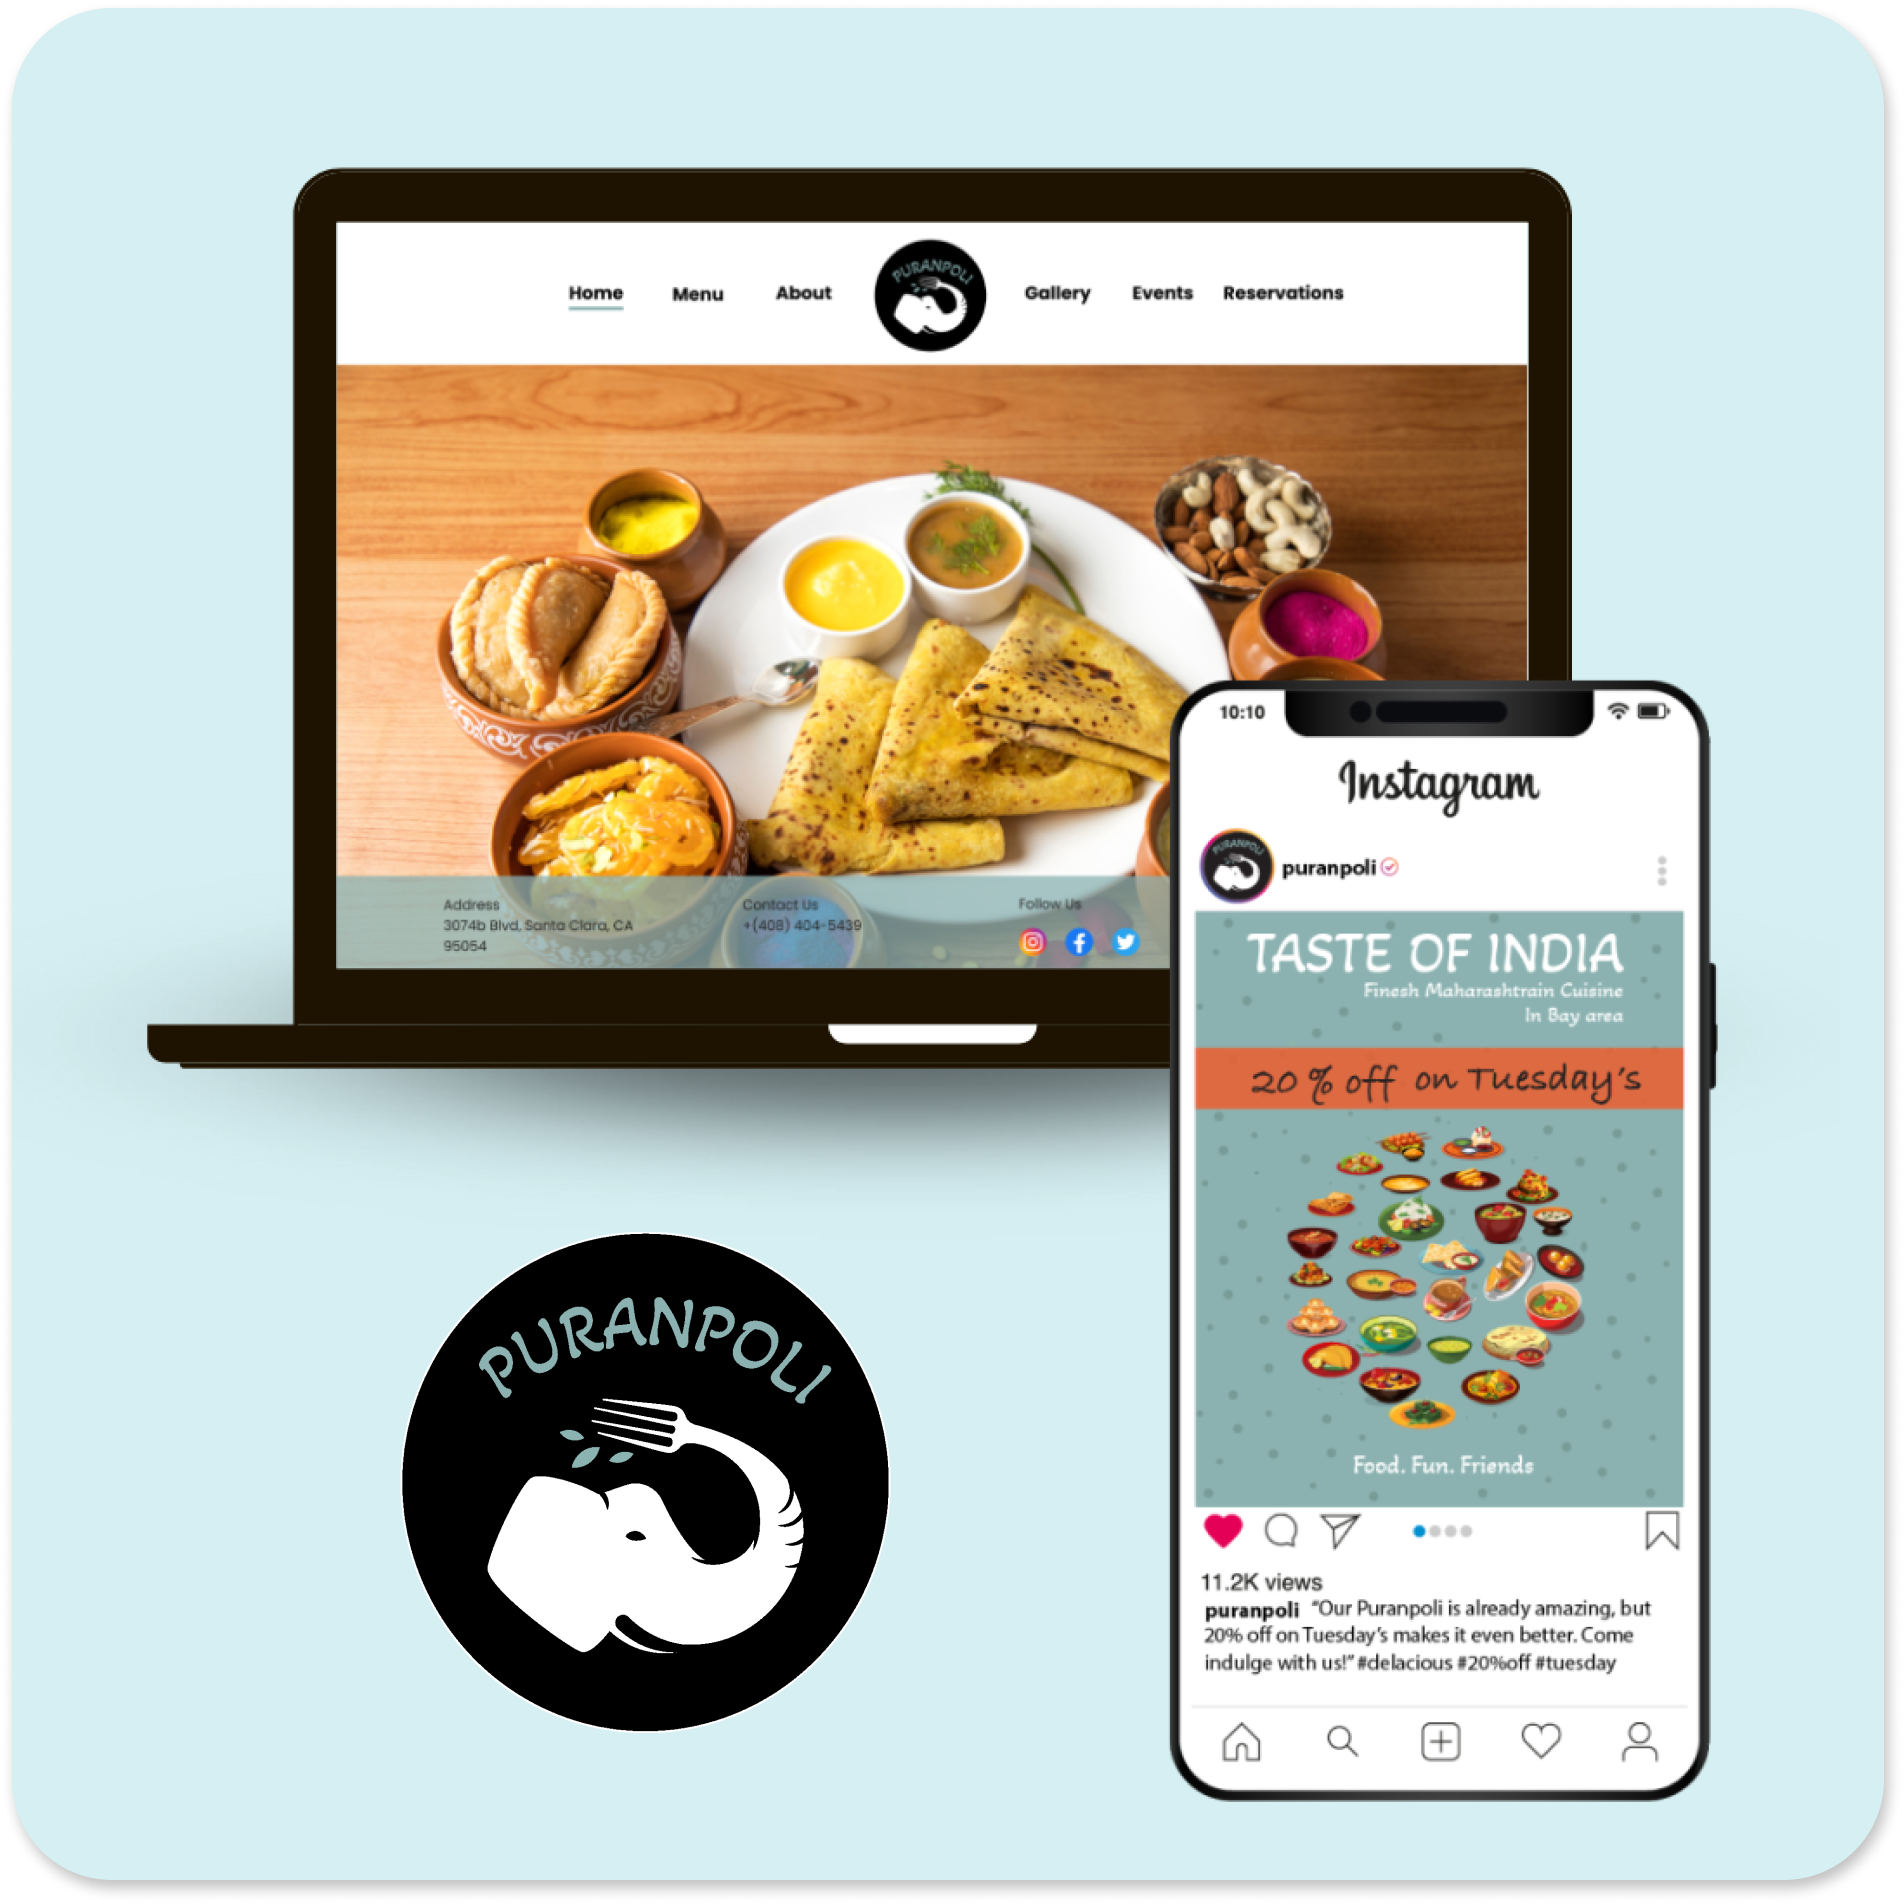 Home Menu About PURANPOLI Gallery Events Reservations
Address
3074b Blvd, Santa Clara, CA
95054
Contact Us
+(408) 404-5439
Follow Us
PURANPOLI
10:10
Instagram
PURANPOLI
puranpoli
TASTE OF INDIA
Finesh Maharashtrain Cuisine
In Bay area
20 % off on Tuesday's
Food. Fun. Friends
11.2K views
puranpoli "Our Puranpoli is already amazing, but
20% off on Tuesday's makes it even better. Come
indulge with us!" #delacious #20%off #tuesday